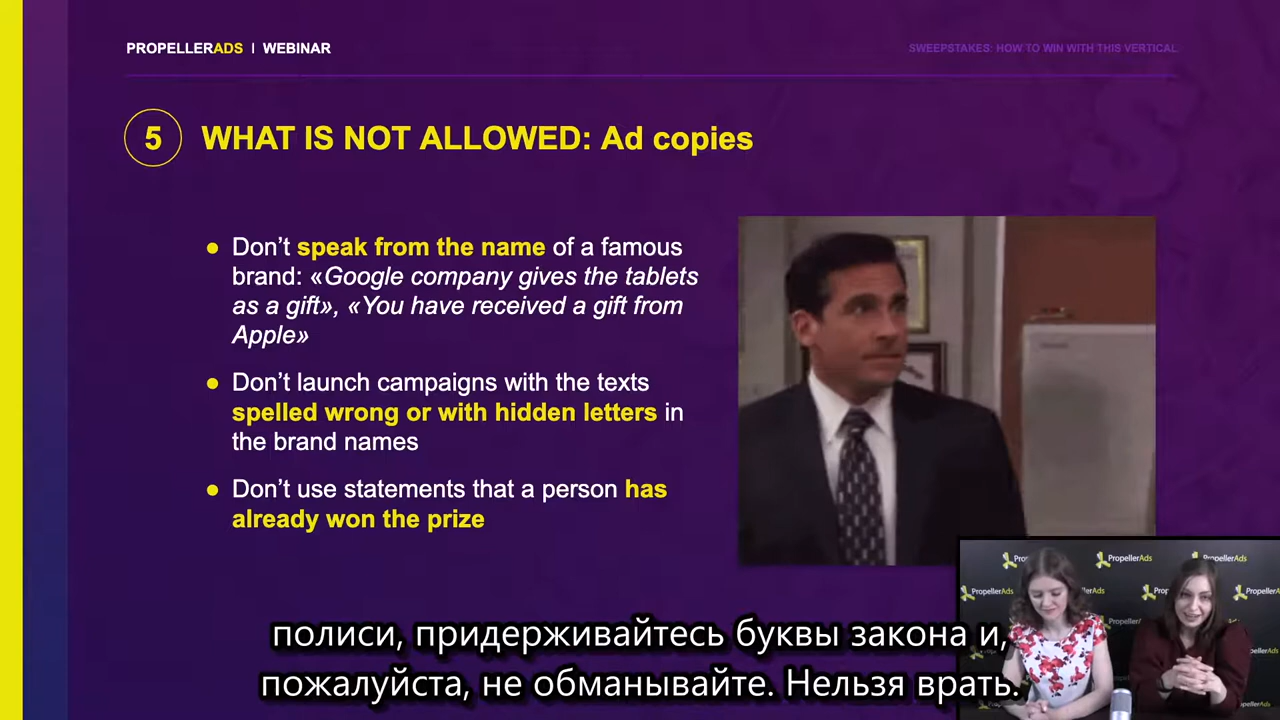 PROPELLERADS | WEBINAR
SWEEPSTAKES: HOW TO WIN WITH THIS VERTICAL
5 WHAT IS NOT ALLOWED: Ad copies
● Don’t speak from the name of a famous
brand: «Google company gives the tablets
as a gift», «You have received a gift from
Apple»
● Don’t launch campaigns with the texts
spelled wrong or with hidden letters in
the brand names
● Don’t use statements that a person has
already won the prize
PropellerAds
PropellerAds
PropellerAds
полиси, придерживайтесь буквы закона и,
пожалуйста, не обманывайте. Нельзя врать.